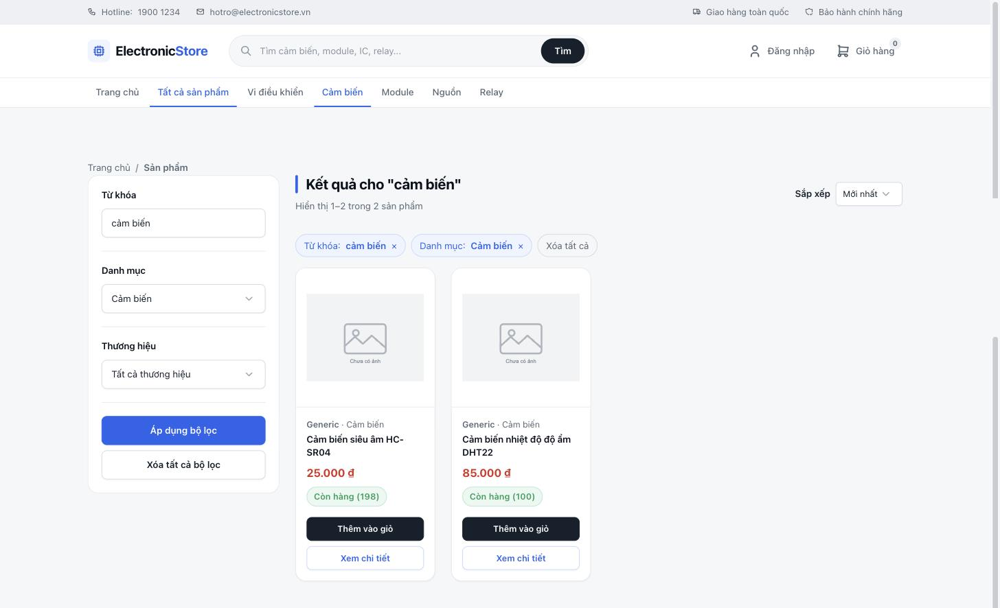 Hotline: 1900 1234
hotro@electronicstore.vn
Giao hàng toàn quốc
Bảo hành chính hãng
ElectronicStore
Tìm cảm biến, module, IC, relay...
Tìm
Đăng nhập
Giỏ hàng
0
Trang chủ
Tất cả sản phẩm
Vi điều khiển
Cảm biến
Module
Nguồn
Relay
Trang chủ / Sản phẩm
Từ khóa
cảm biến
Danh mục
Cảm biến
Thương hiệu
Tất cả thương hiệu
Áp dụng bộ lọc
Xóa tất cả bộ lọc
Kết quả cho "cảm biến"
Hiển thị 1–2 trong 2 sản phẩm
Sắp xếp
Mới nhất
Từ khóa: cảm biến ×
Danh mục: Cảm biến ×
Xóa tất cả
Chưa có ảnh
Generic · Cảm biến
Cảm biến siêu âm HC-
SR04
25.000 ₫
Còn hàng (198)
Thêm vào giỏ
Xem chi tiết
Chưa có ảnh
Generic · Cảm biến
Cảm biến nhiệt độ độ ẩm
DHT22
85.000 ₫
Còn hàng (100)
Thêm vào giỏ
Xem chi tiết